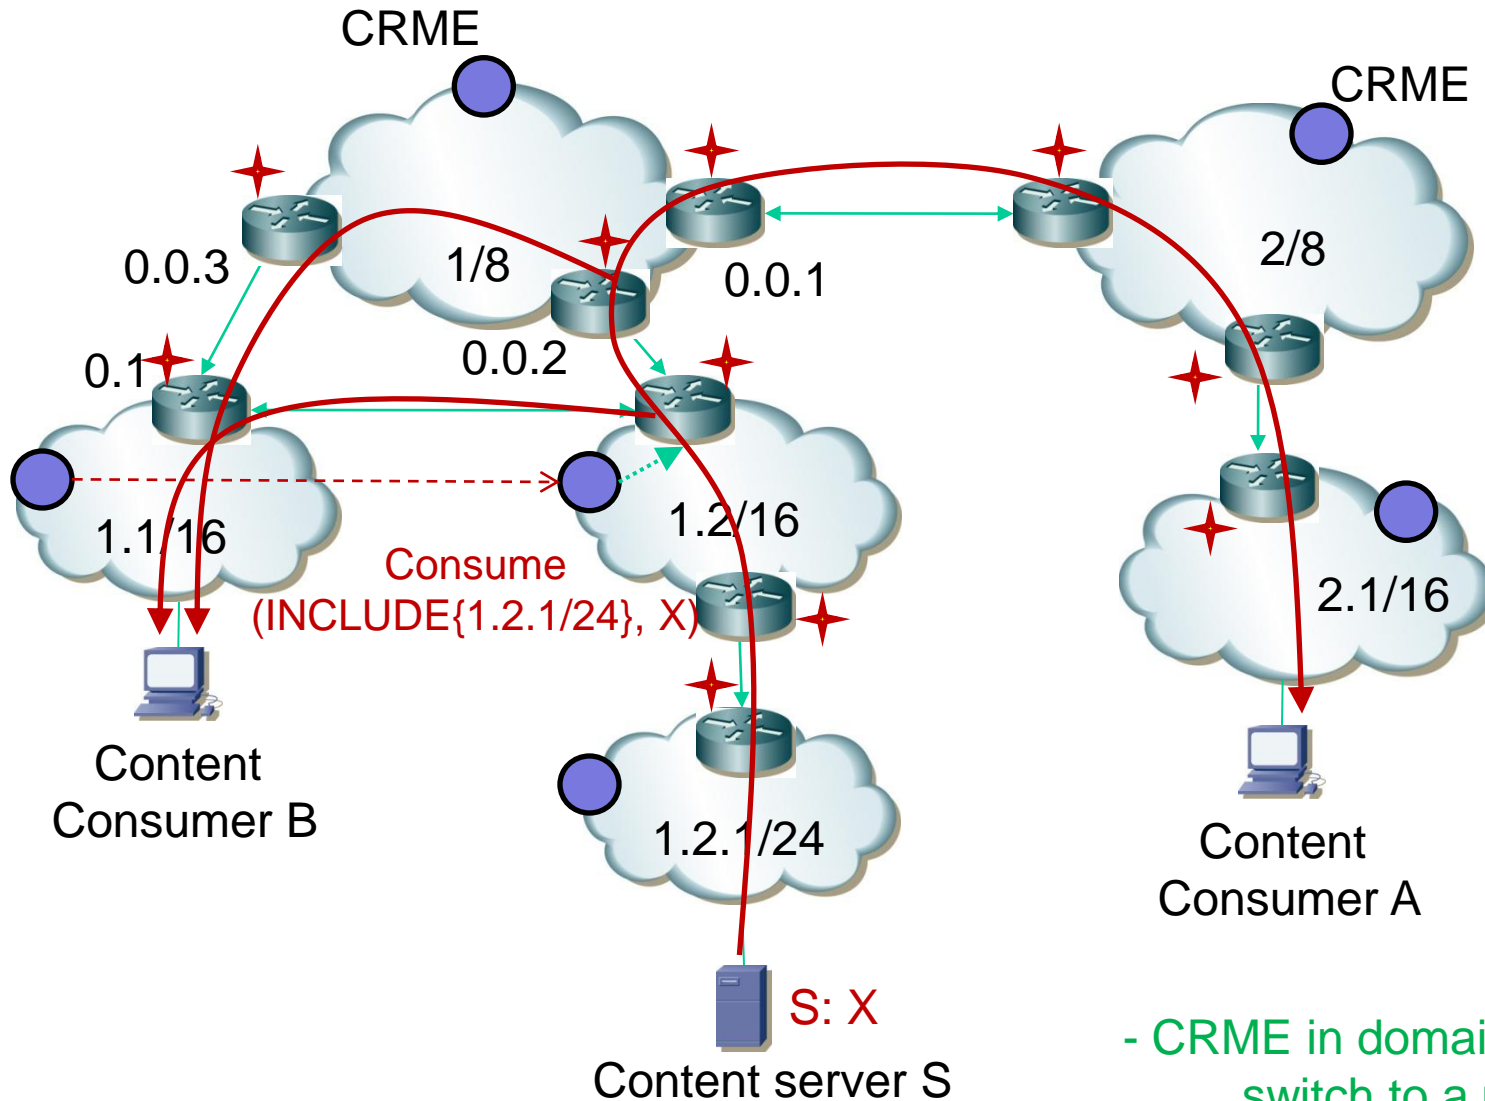 CRME
CRME
0.0.3
1/8
0.0.1
2/8
0.1
0.0.2
1.1/16
1.2/16
Consume
(INCLUDE{1.2.1/24}, X)
2.1/16
Content
Consumer B
1.2.1/24
Content
Consumer A
S: X
Content server S
- CRME in domai
switch to a